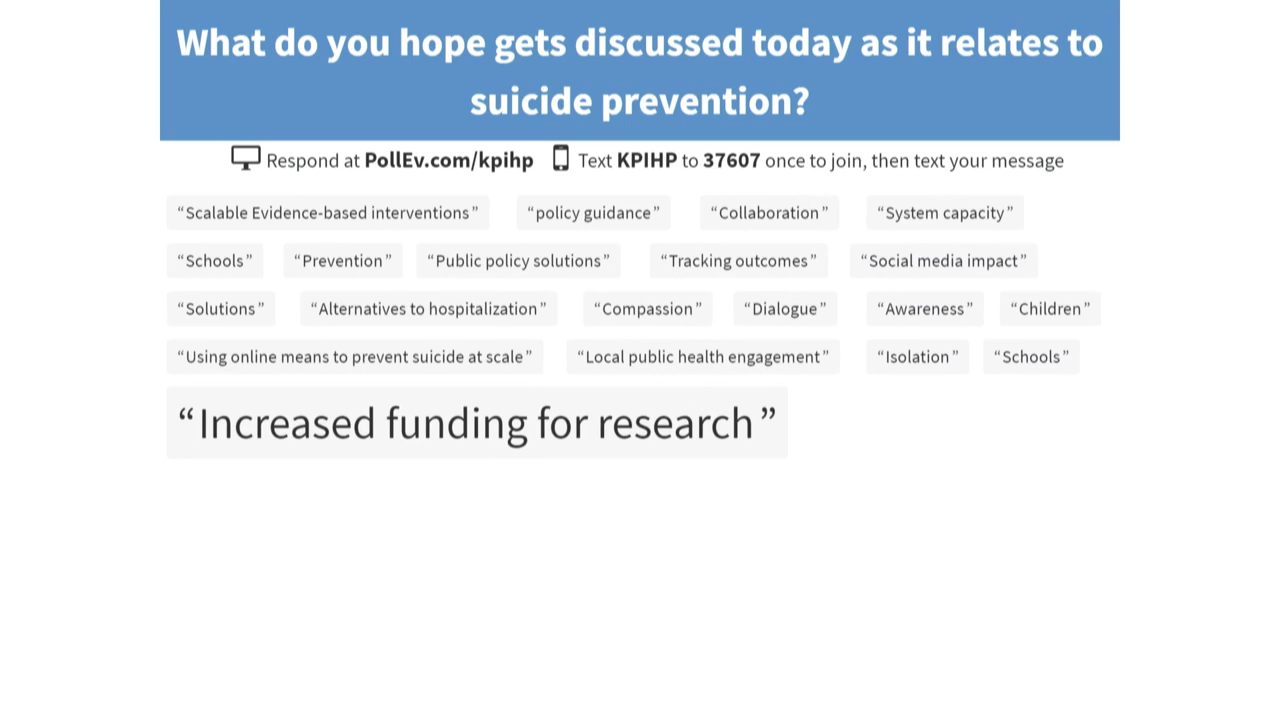 What do you hope gets discussed today as it relates to
suicide prevention?
Respond at PollEv.com/kpihp Text KPIHP to 37607 once to join, then text your message
“Scalable Evidence-based interventions” “policy guidance” “Collaboration” “System capacity”
“Schools” “Prevention” “Public policy solutions” “Tracking outcomes” “Social media impact”
“Solutions” “Alternatives to hospitalization” “Compassion” “Dialogue” “Awareness” “Children”
“Using online means to prevent suicide at scale” “Local public health engagement” “Isolation” “Schools”
“Increased funding for research”